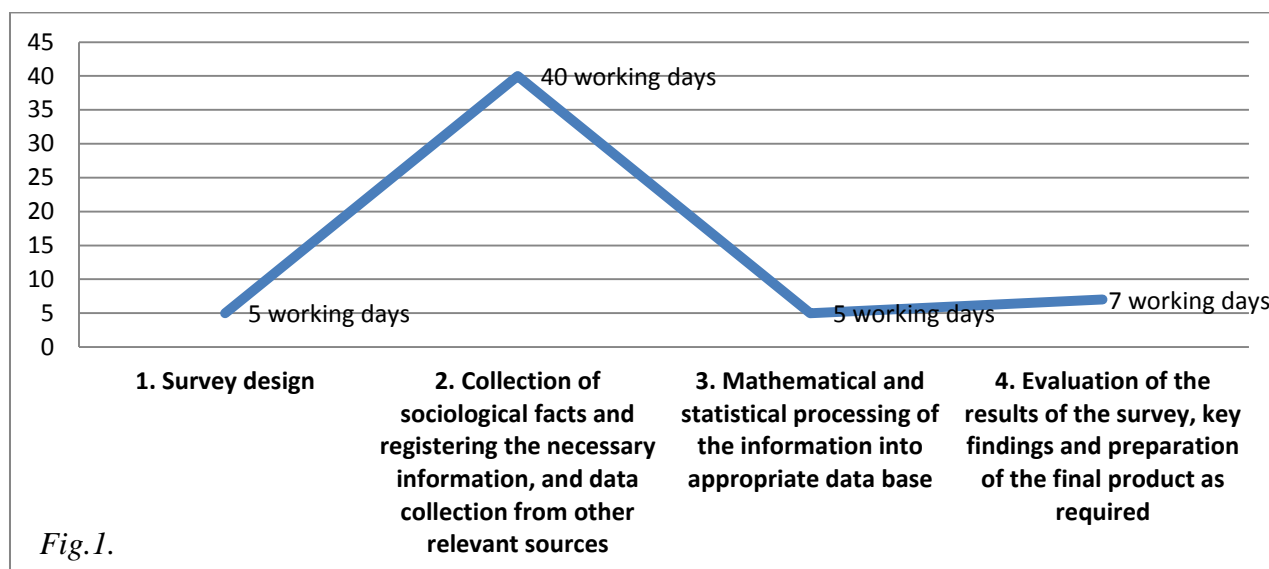 45
40
35
30
25
20
15
10
5
0
40 working days
5 working days
5 working days
7 working days
1. Survey design
2. Collection of
sociological facts and
registering the necessary
information, and data
collection from other
relevant sources
3. Mathematical and
statistical processing of
the information into
appropriate data base
4. Evaluation of the
results of the survey, key
findings and preparation
of the final product as
required
Fig.1.